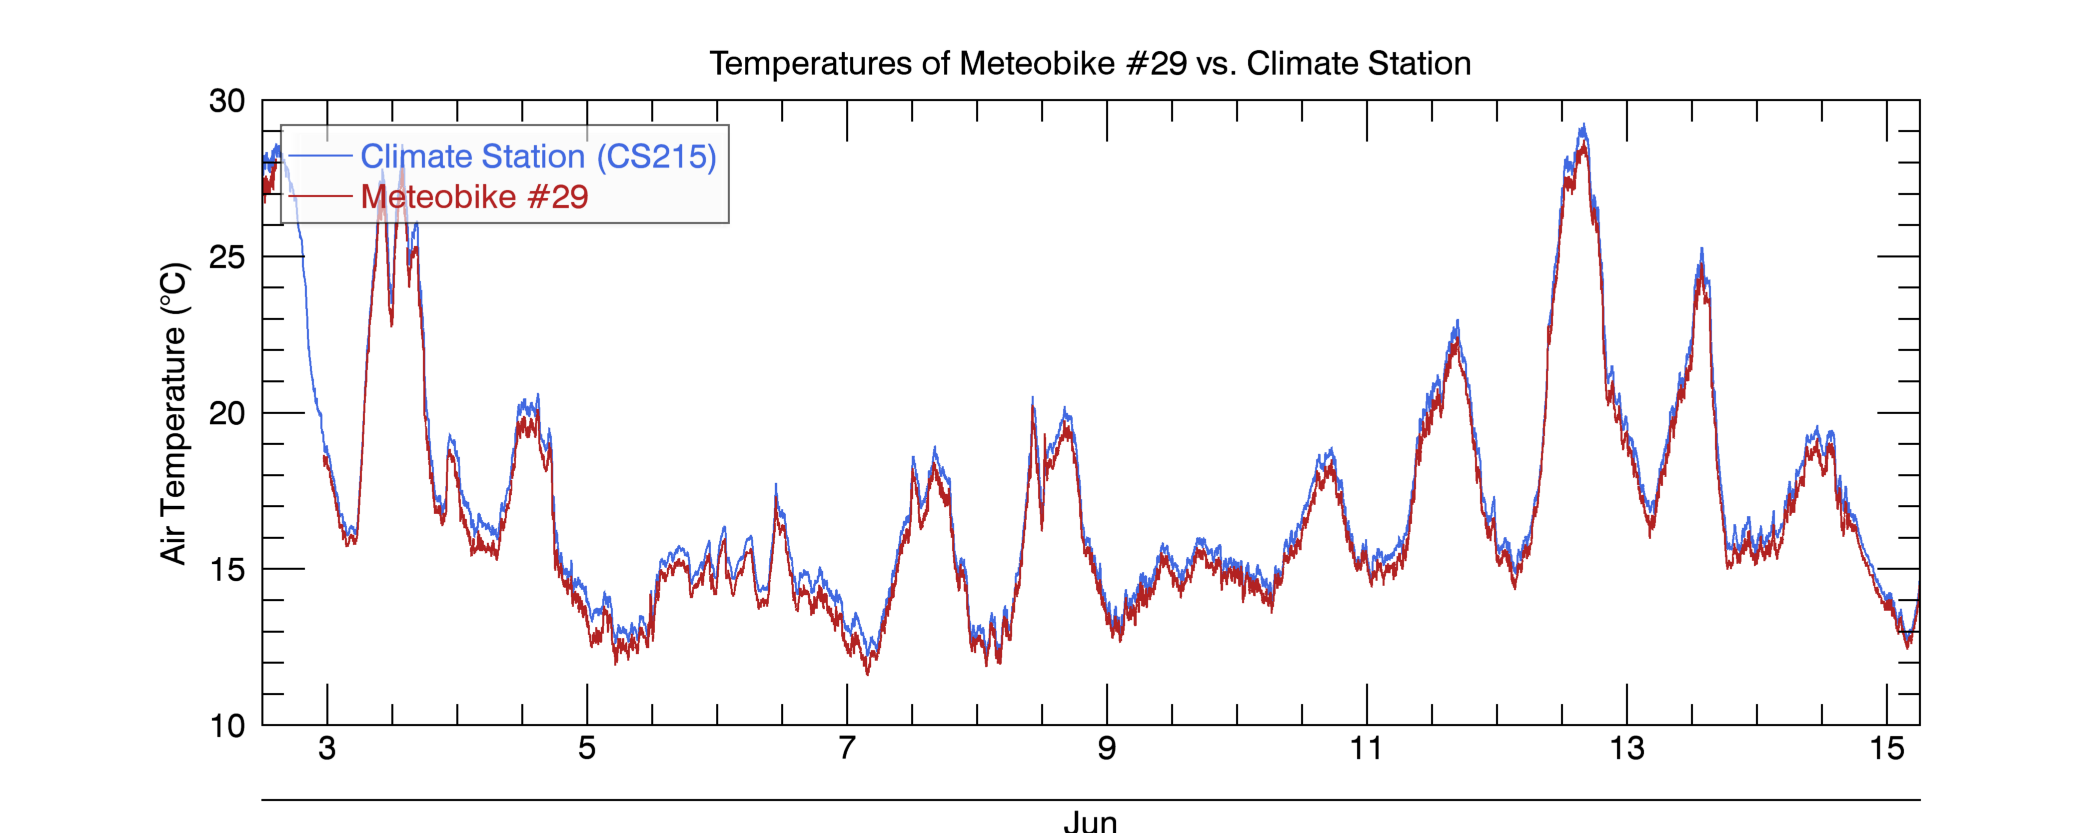 Temperatures of Meteobike #29 vs. Climate Station
30
Climate Station (CS215)
Meteobike #29
25
20
15
10
Air Temperature (°C)
3 5 7 9 11 13 15
Jun